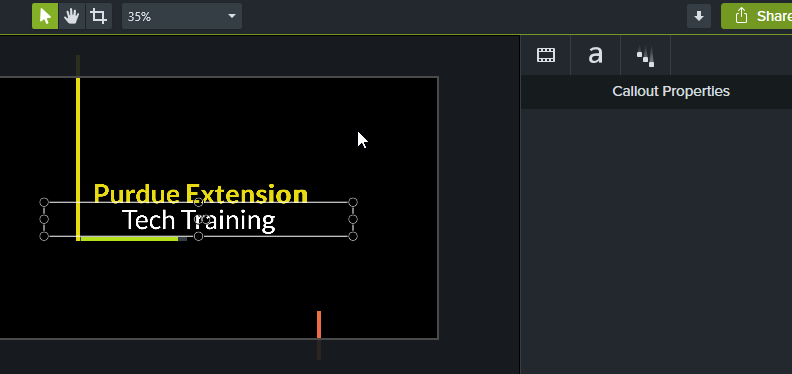 35%
Share
a
Callout Properties
Purdue Extension
Tech Training